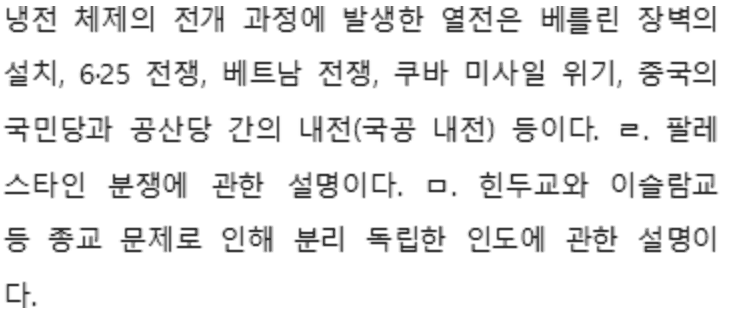 냉전 체제의 전개 과정에 발생한 열전은 베를린 장벽의
설치, 6·25 전쟁, 베트남 전쟁, 쿠바 미사일 위기, 중국의
국민당과 공산당 간의 내전(국공 내전) 등이다. ㄹ. 팔레
스타인 분쟁에 관한 설명이다. ㅁ. 힌두교와 이슬람교
등 종교 문제로 인해 분리 독립한 인도에 관한 설명이
다.